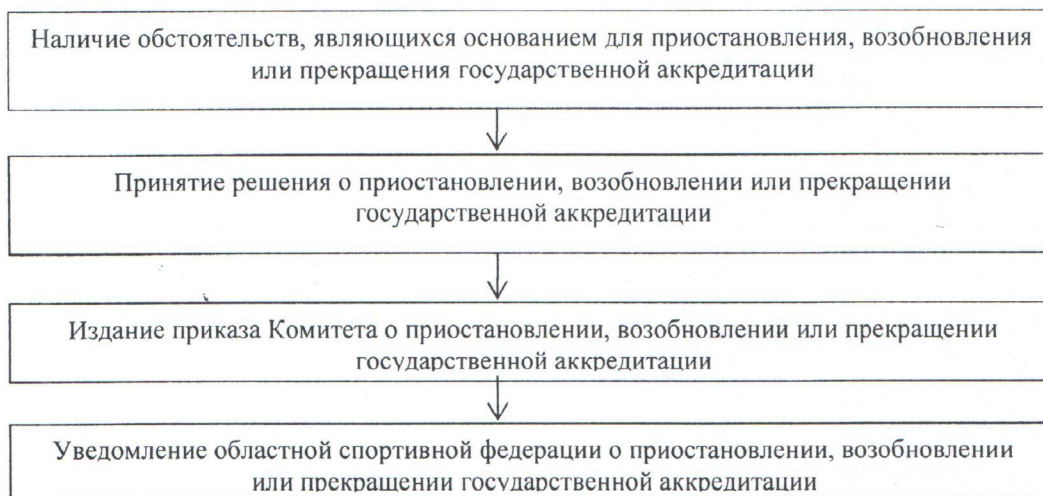 Наличие обстоятельств, являющихся основанием для приостановления, возобновления
или прекращения государственной аккредитации
Принятие решения о приостановлении, возобновлении или прекращении
государственной аккредитации
Издание приказа Комитета о приостановлении, возобновлении или прекращении
государственной аккредитации
Уведомление областной спортивной федерации о приостановлении, возобновлении
или прекращении государственной аккредитации